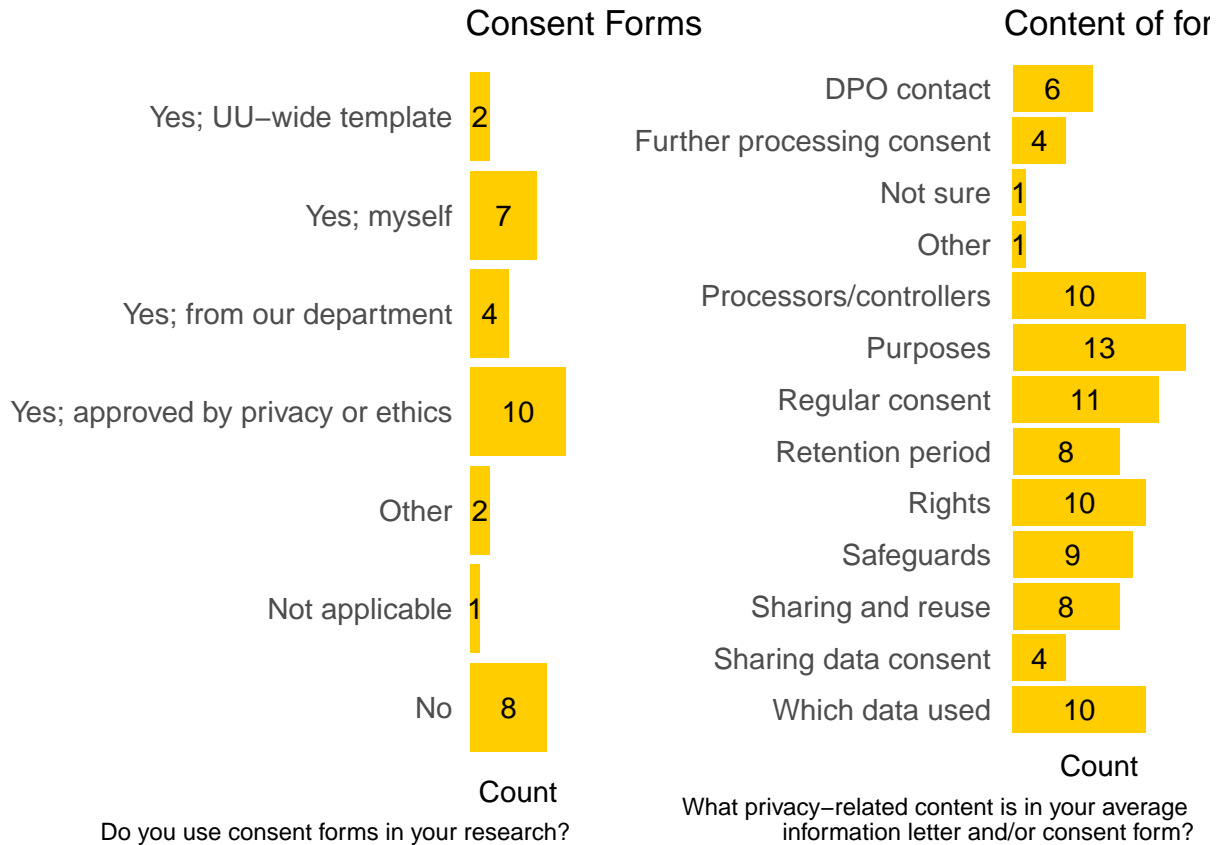 Consent Forms
Yes; UU−wide template 2
Yes; myself 7
Yes; from our department 4
Yes; approved by privacy or ethics 10
Other 2
Not applicable 1
No 8
Count
Do you use consent forms in your research?
Content of for
DPO contact 6
Further processing consent 4
Not sure 1
Other 1
Processors/controllers 10
Purposes 13
Regular consent 11
Retention period 8
Rights 10
Safeguards 9
Sharing and reuse 8
Sharing data consent 4
Which data used 10
Count
What privacy−related content is in your average
information letter and/or consent form?